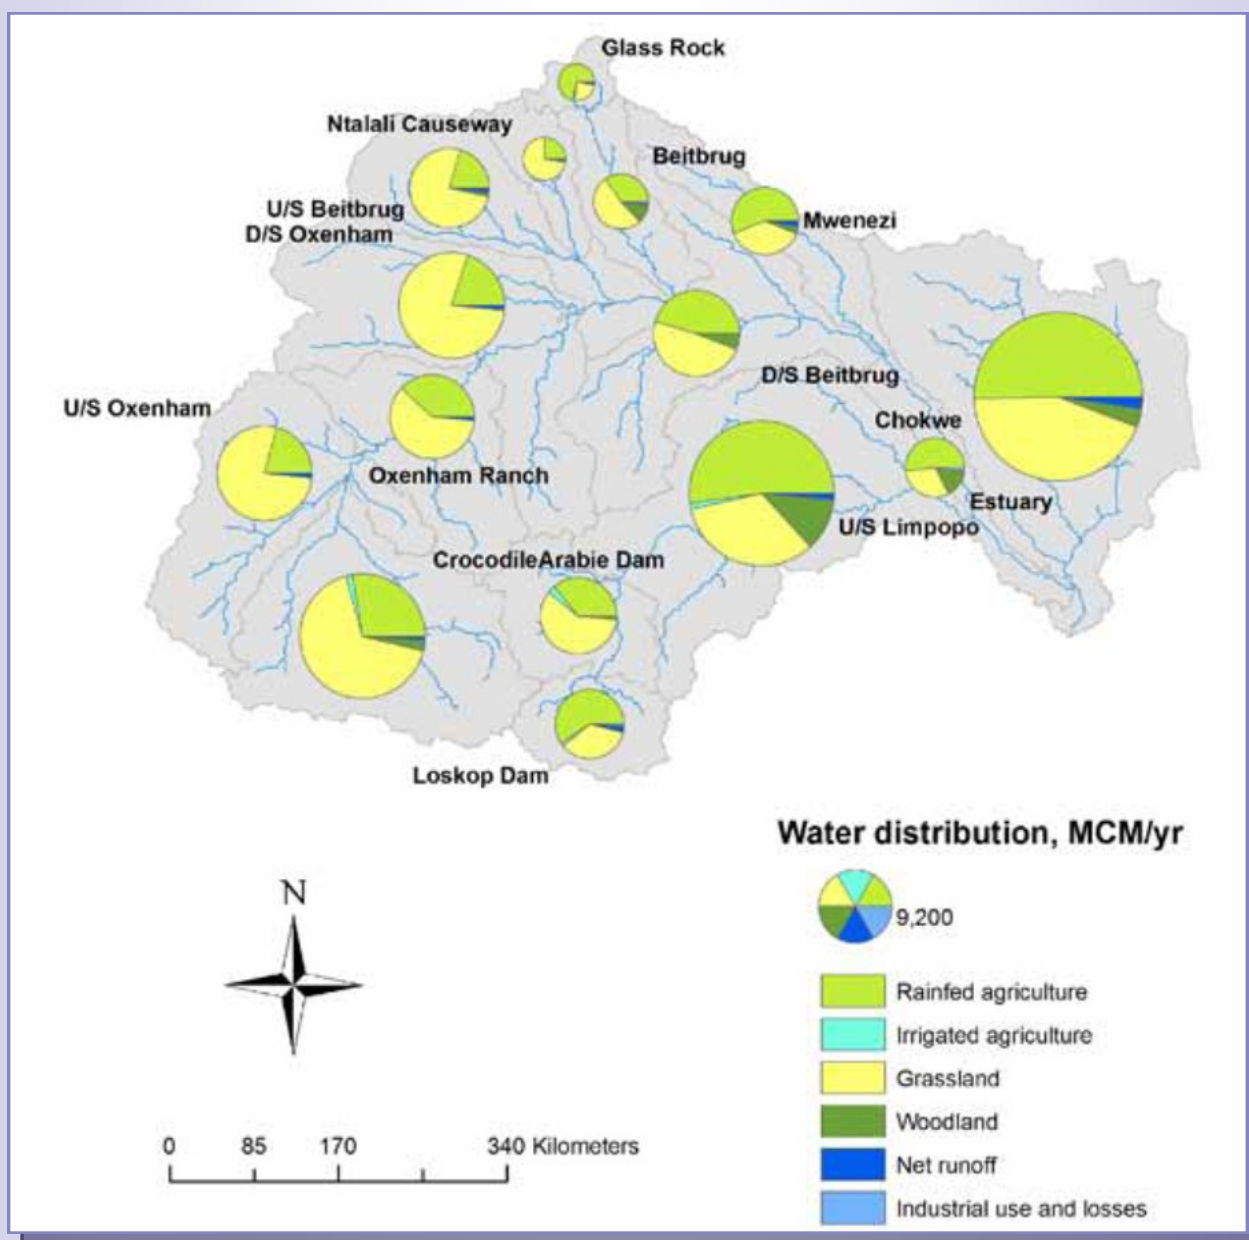 Glass Rock
Ntalali Causeway
Beitbrug
U/S Beitbrug
Mwenezi
D/S Oxenham
D/S Beitbrug
U/S Oxenham
Chokwe
Oxenham Ranch
Estuary
U/S Limpopo
CrocodileArabie Dam
Loskop Dam
Water distribution, MCM/yr
N
9,200
Rainfed agriculture
Irrigated agriculture
Grassland
Woodland
Net runoff
Industrial use and losses
0 85 170 340 Kilometers